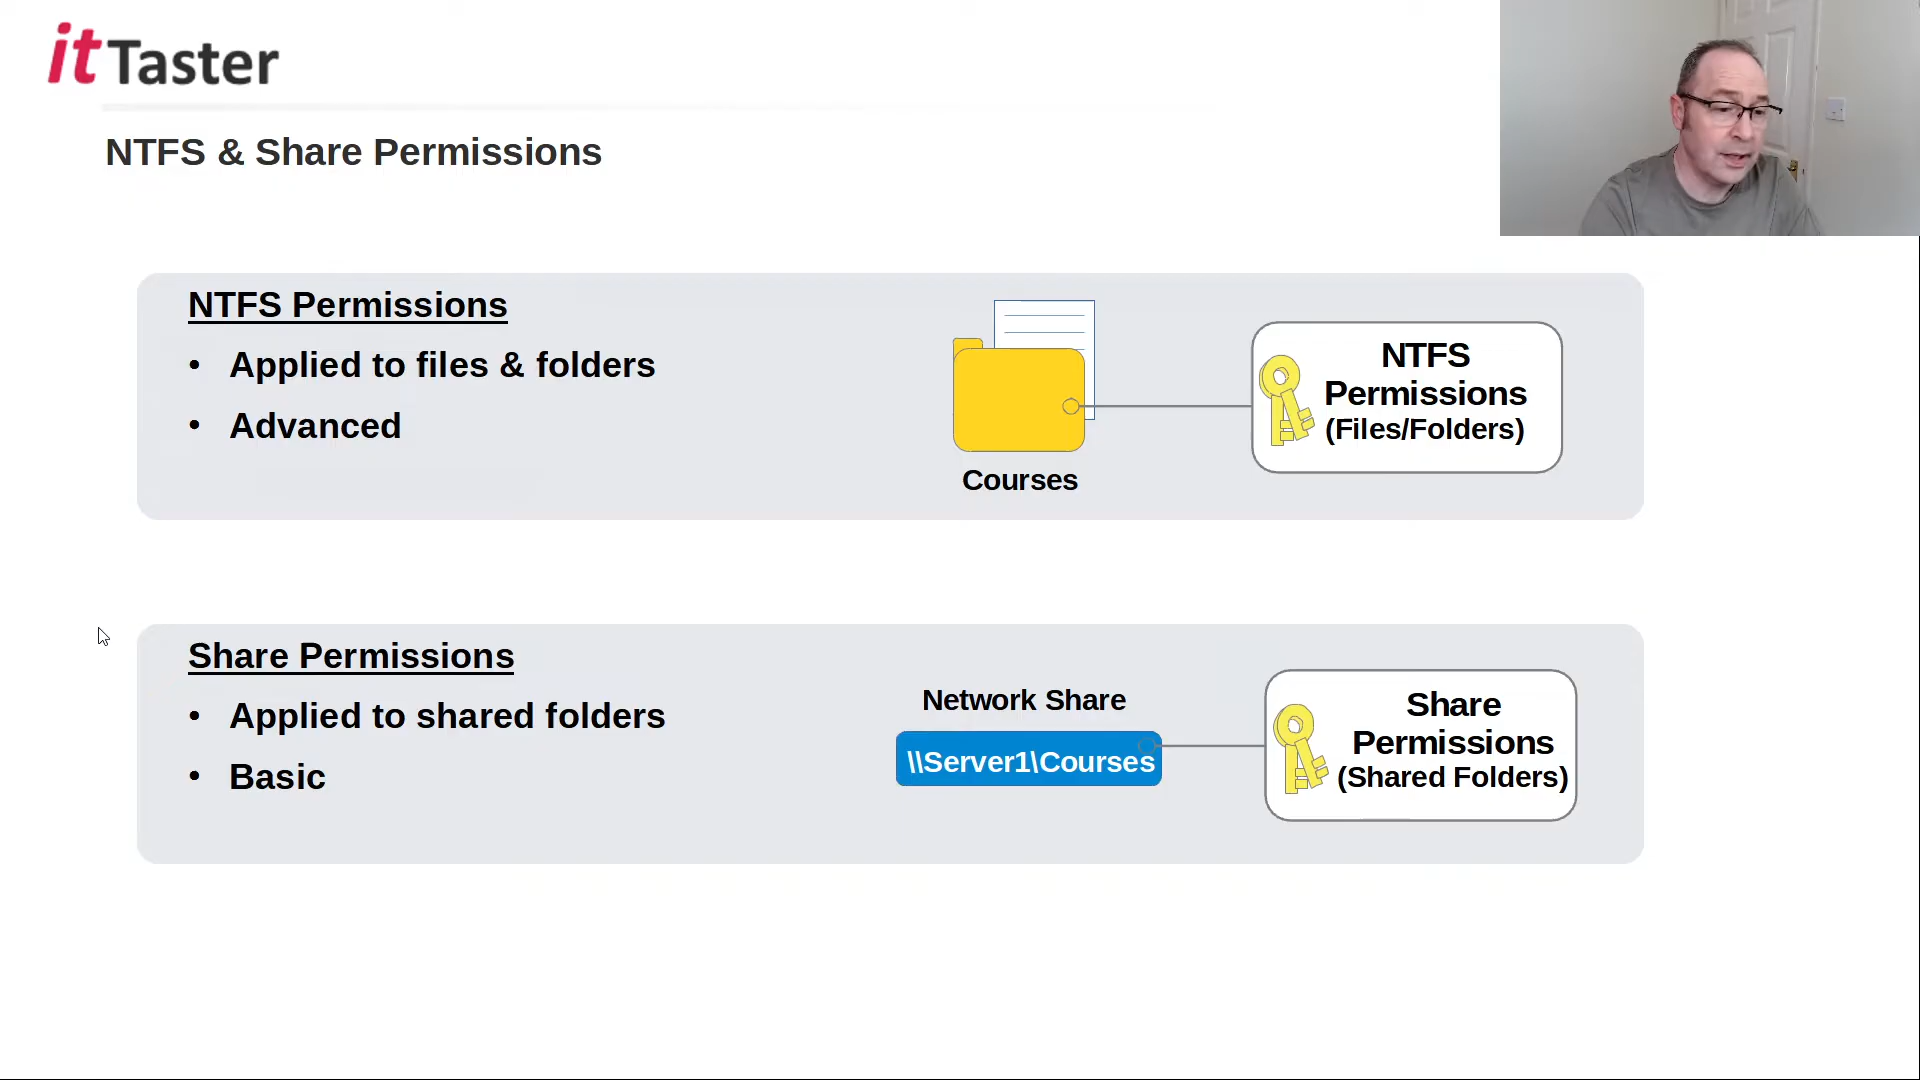 itTaster
NTFS & Share Permissions
NTFS Permissions
• Applied to files & folders
• Advanced
Courses
NTFS
Permissions
(Files/Folders)
Share Permissions
• Applied to shared folders
• Basic
Network Share
\\Server1\Courses
Share
Permissions
(Shared Folders)